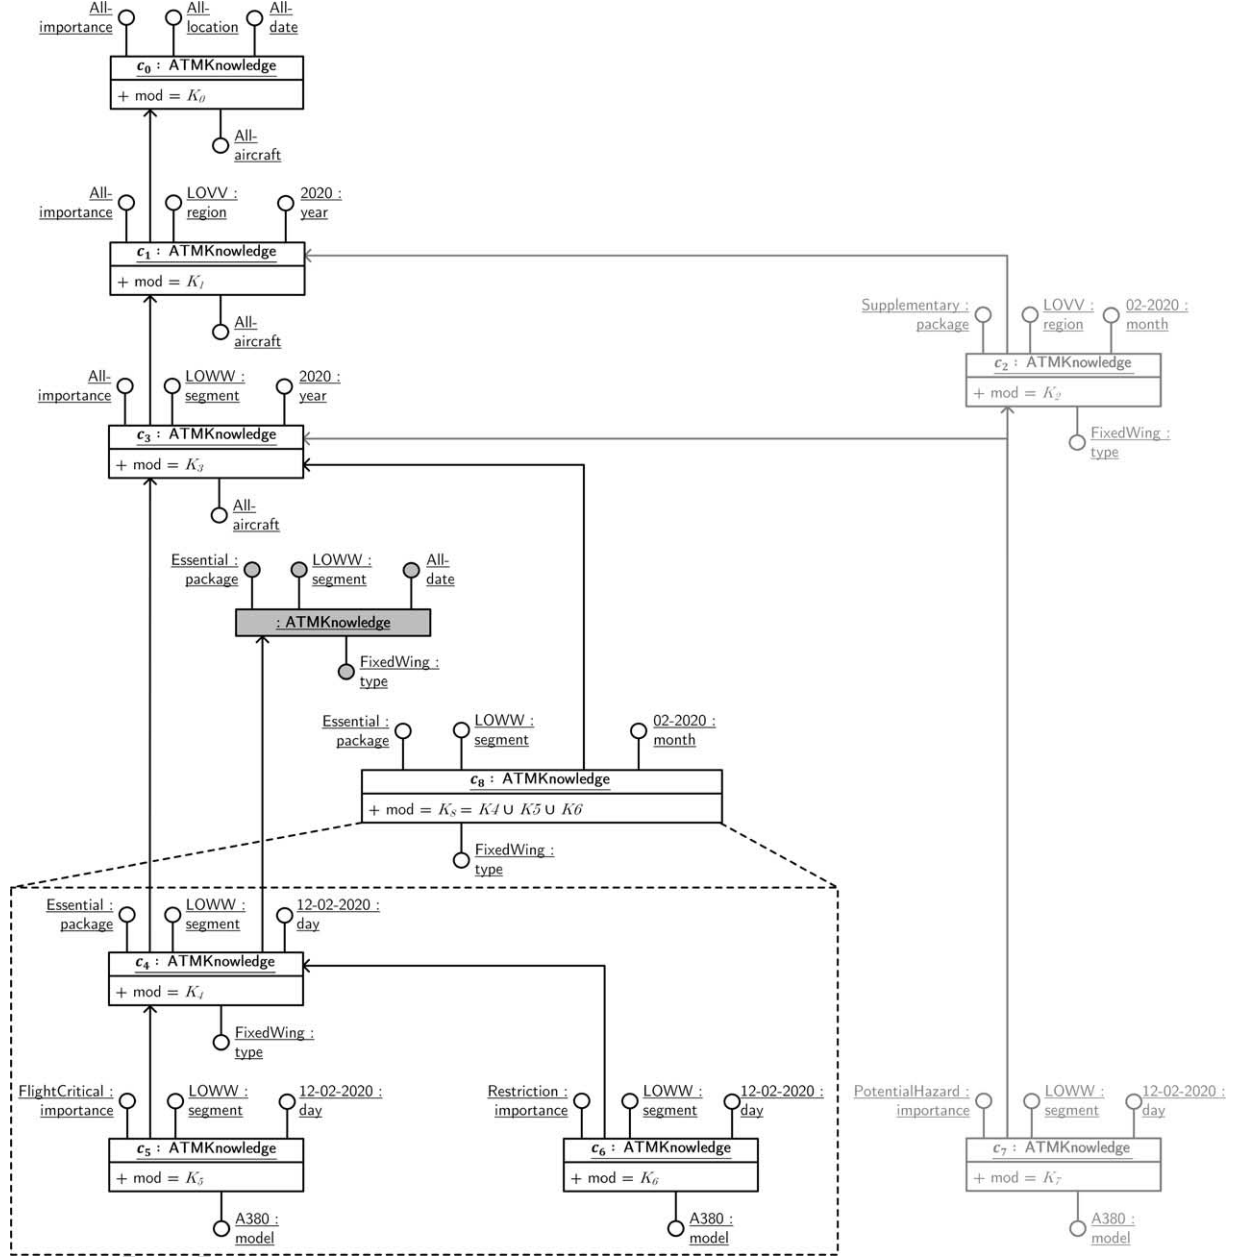 All-
importance
All-
location
All-
date
c0 : ATMKnowledge
+ mod = K0
All-
aircraft
All-
importance
LOVV :
region
2020 :
year
c1 : ATMKnowledge
+ mod = K1
All-
aircraft
Supplementary :
package
LOVV :
region
02-2020 :
month
c2 : ATMKnowledge
+ mod = K2
FixedWing :
type
All-
importance
LOWW :
segment
2020 :
year
c3 : ATMKnowledge
+ mod = K3
All-
aircraft
Essential :
package
LOWW :
segment
All-
date
: ATMKnowledge
FixedWing :
type
Essential :
package
LOWW :
segment
02-2020 :
month
c8 : ATMKnowledge
+ mod = K8 = K4 ∪ K5 ∪ K6
FixedWing :
type
Essential :
package
LOWW :
segment
12-02-2020 :
day
c4 : ATMKnowledge
+ mod = K4
FixedWing :
type
FlightCritical :
importance
LOWW :
segment
12-02-2020 :
day
c5 : ATMKnowledge
+ mod = K5
A380 :
model
Restriction :
importance
LOWW :
segment
12-02-2020 :
day
c6 : ATMKnowledge
+ mod = K6
A380 :
model
PotentialHazard :
importance
LOWW :
segment
12-02-2020 :
day
c7 : ATMKnowledge
+ mod = K7
A380 :
model